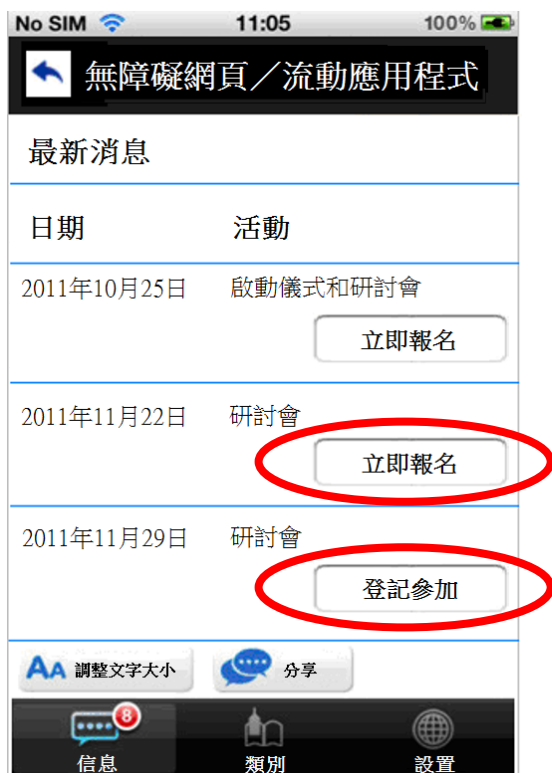 No SIM 11:05 100%
無障礙網頁／流動應用程式
最新消息
日期 活動
2011年10月25日 啟動儀式和研討會
立即報名
2011年11月22日 研討會
立即報名
2011年11月29日 研討會
登記參加
AA 調整文字大小 分享
8
信息 類別 設置